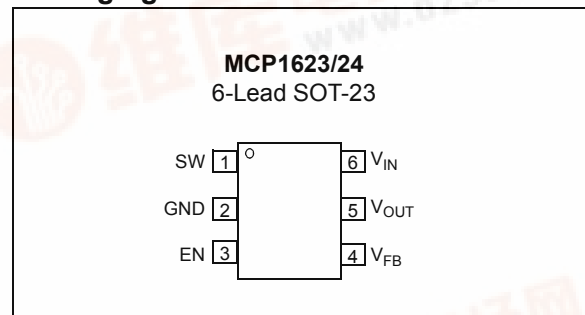 MCP1623/24
6-Lead SOT-23
SW 1 6 VIN
GND 2 5 VOUT
EN 3 4 VFB